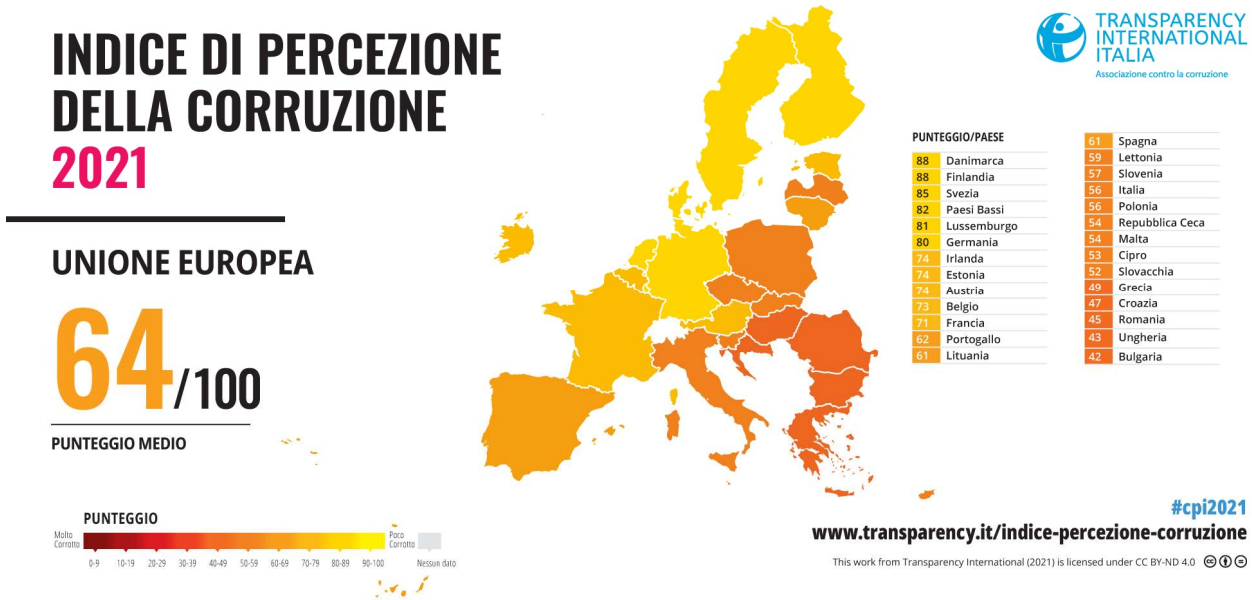 INDICE DI PERCEZIONE
DELLA CORRUZIONE
2021
UNIONE EUROPEA
64/100
PUNTEGGIO MEDIO
TRANSPARENCY
INTERNATIONAL
ITALIA
Associazione contro la corruzione
PUNTEGGIO/PAESE
88 Danimarca
88 Finlandia
85 Svezia
82 Paesi Bassi
81 Lussemburgo
80 Germania
74 Irlanda
74 Estonia
74 Austria
73 Belgio
71 Francia
62 Portogallo
61 Lituania
61 Spagna
59 Lettonia
57 Slovenia
56 Italia
56 Polonia
54 Repubblica Ceca
54 Malta
53 Cipro
52 Slovacchia
49 Grecia
47 Croazia
45 Romania
43 Ungheria
42 Bulgaria
PUNTEGGIO
Molto
Corrotto
Poco
Corrotto
0-9 10-19 20-29 30-39 40-49 50-59 60-69 70-79 80-89 90-100 Nessun dato
#cpi2021
www.transparency.it/indice-percezione-corruzione
This work from Transparency International (2021) is licensed under CC BY-ND 4.0